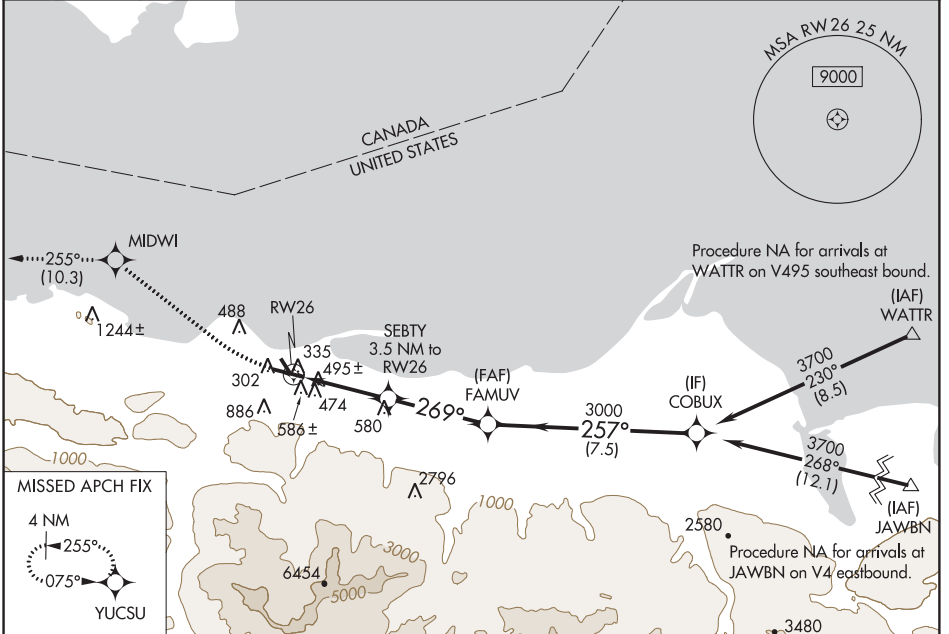 MSA RW26 25 NM
9000
CANADA
UNITED STATES
MIDWI
255°
(10.3)
Procedure NA for arrivals at
WATTR on V495 southeast bound.
(IAF)
WATTR
1244±
488
RW26
335
495±
302
474
886
586±
SEBTY
3.5 NM to
RW26
580
269°
(FAF)
FAMUV
3000
257°
(7.5)
(IF)
COBUX
3700
230°
(8.5)
3700
268°
(12.1)
(IAF)
JAWBN
Procedure NA for arrivals at
JAWBN on V4 eastbound.
1000
2796
1000
2580
3000
6454
5000
3480
MISSED APCH FIX
4 NM
255°
075°
YUCSU